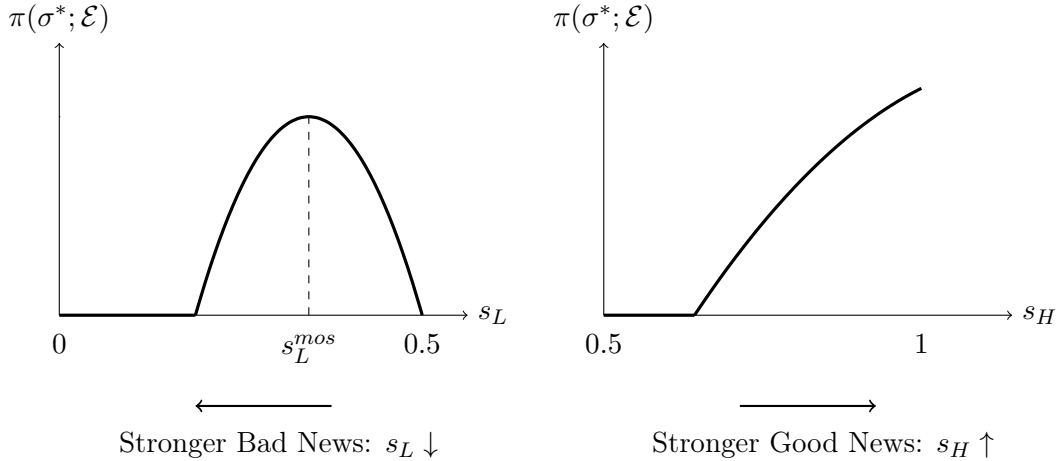 π(σ*; ℰ)
s_L
0
s_L^{mos}
0.5
Stronger Bad News: s_L ↓
π(σ*; ℰ)
s_H
0.5
1
Stronger Good News: s_H ↑